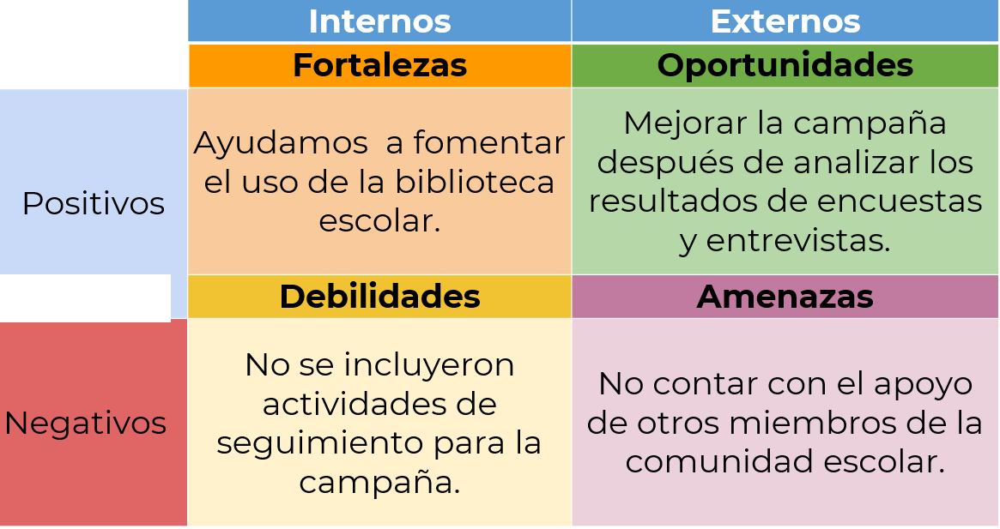 Internos
Externos
Fortalezas
Oportunidades
Positivos
Ayudamos  a fomentar
el uso de la biblioteca
escolar.
Mejorar la campaña
después de analizar los
resultados de encuestas
y entrevistas.
Debilidades
Amenazas
Negativos
No se incluyeron
actividades de
seguimiento para la
campaña.
No contar con el apoyo
de otros miembros de la
comunidad escolar.